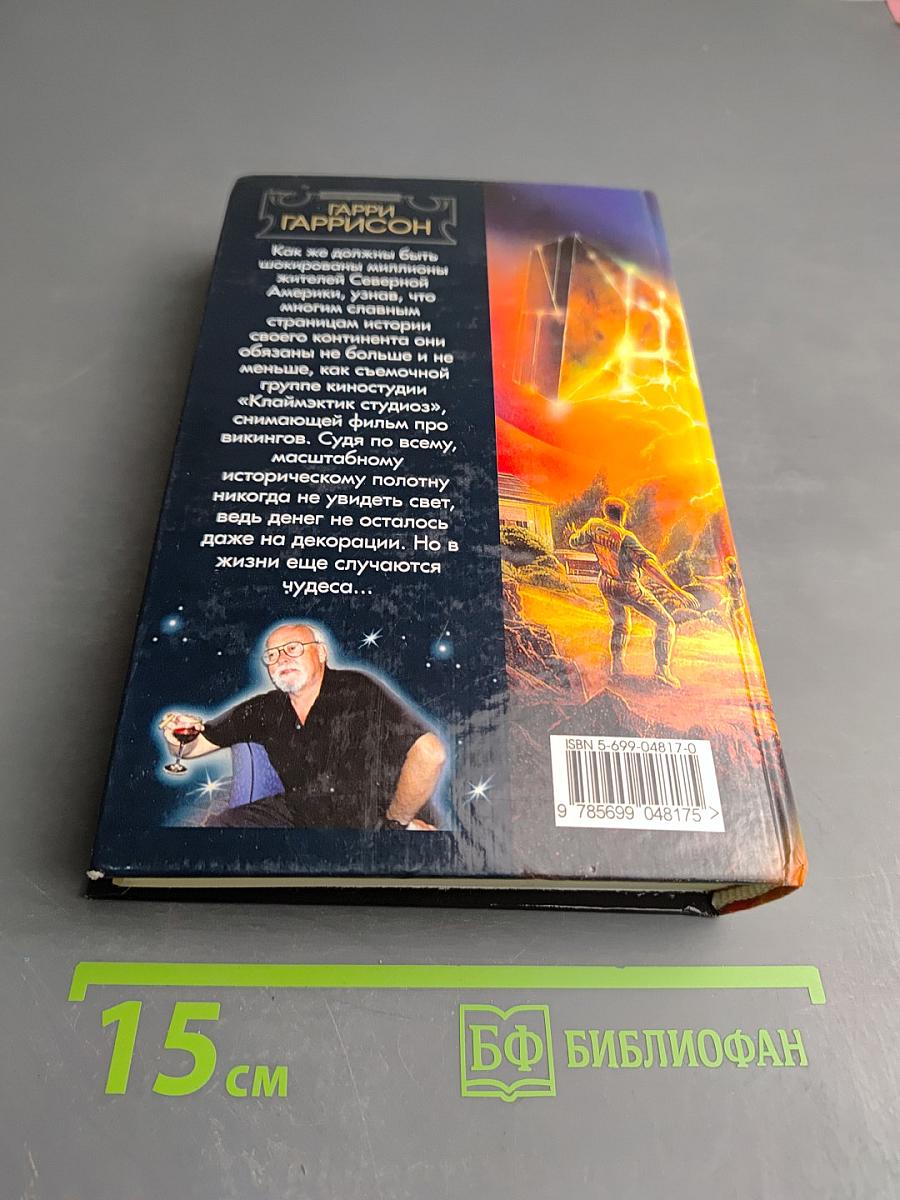 ГАРРИ
ГАРРИСОН
Как же должны быть
шокированы миллионы
жителей Северной
Америки, узнав, что
многим славным
страницам истории
своего континента они
обязаны не больше и не
меньше, как съемочной
группе киностудии
«Клаймэктик студиоз»,
снимающей фильм про
викингов. Судя по всему,
масштабному
историческому полотну
никогда не увидеть свет,
ведь денег не осталось
даже на декорации. Но в
жизни еще случаются
чудеса...
ISBN 5-699-04817-0
9 785699 048175 >
15 см
БФ БИБЛИОФАН